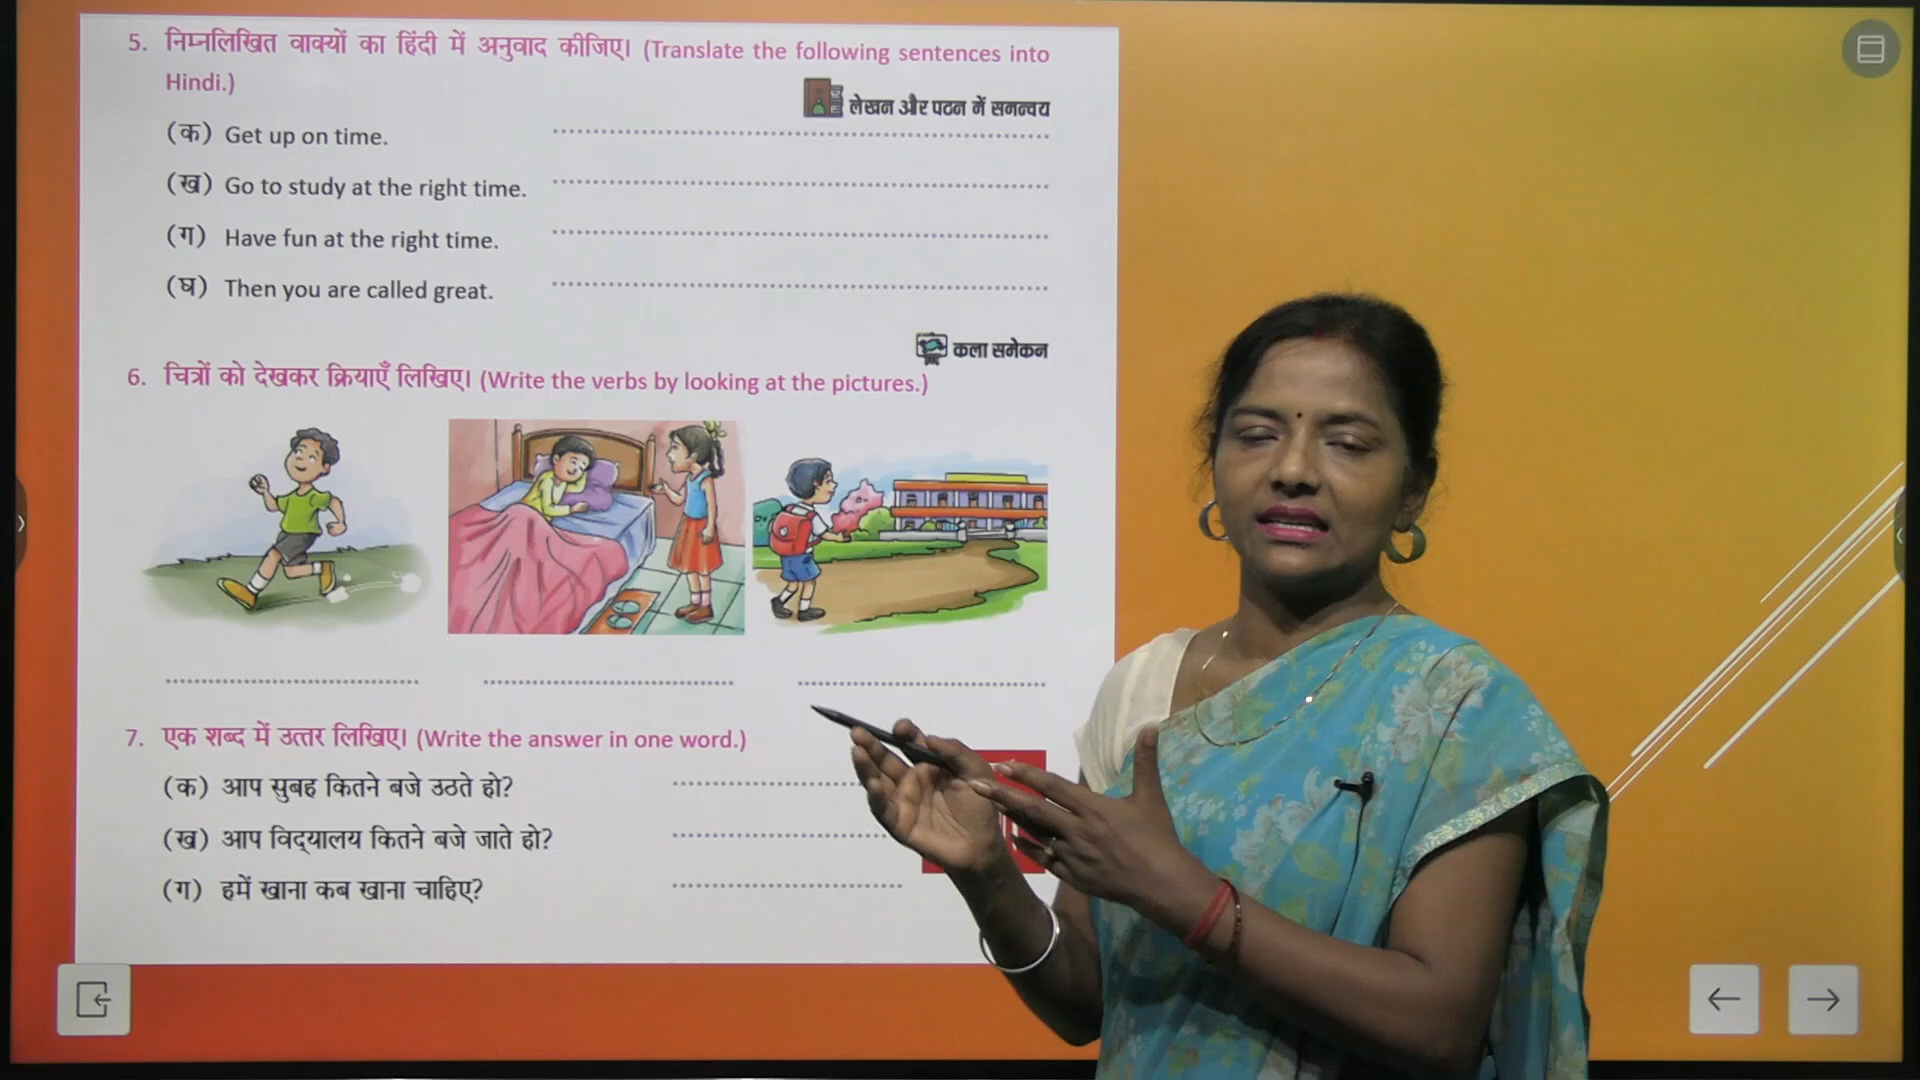 5. निम्नलिखित वाक्यों का हिंदी में अनुवाद कीजिए। (Translate the following sentences into
Hindi.)
लेखन और पठन में समन्वय
(क) Get up on time.
(ख) Go to study at the right time.
(ग) Have fun at the right time.
(घ) Then you are called great.
कला समेकन
6. चित्रों को देखकर क्रियाएँ लिखिए। (Write the verbs by looking at the pictures.)
7. एक शब्द में उत्तर लिखिए। (Write the answer in one word.)
(क) आप सुबह कितने बजे उठते हो?
(ख) आप विद्यालय कितने बजे जाते हो?
(ग) हमें खाना कब खाना चाहिए?